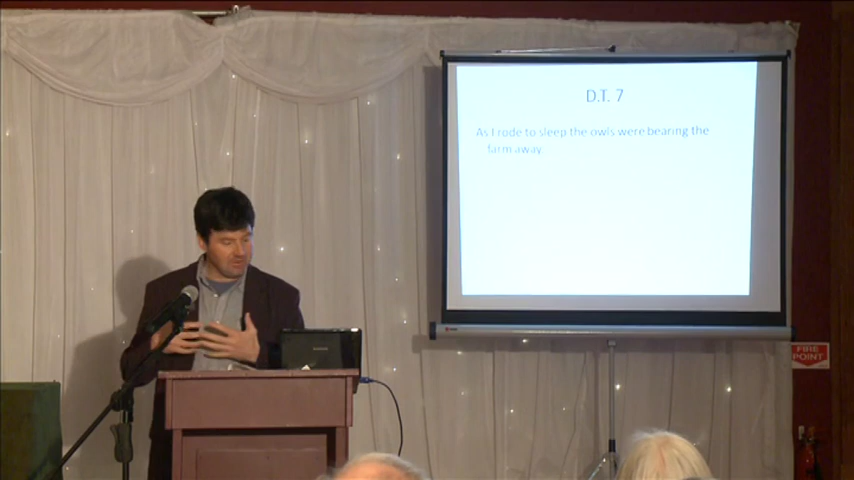 D.T. 7
As I rode to sleep the owls were bearing the
farm away.
FIRE
POINT